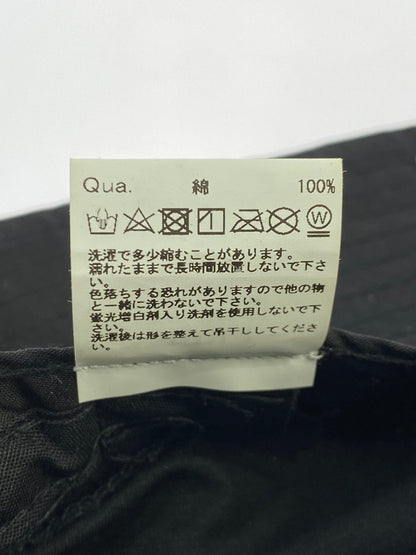 Qua. 綿 100%
洗濯で多少縮むことがあります。
濡れたままで長時間放置しないで下さ
い。
色落ちする恐れがありますので他の物
と一緒に洗わないで下さい。
蛍光増白剤入り洗剤を使用しないで下
さい。
洗濯後は形を整えて吊干ししてくださ
い。